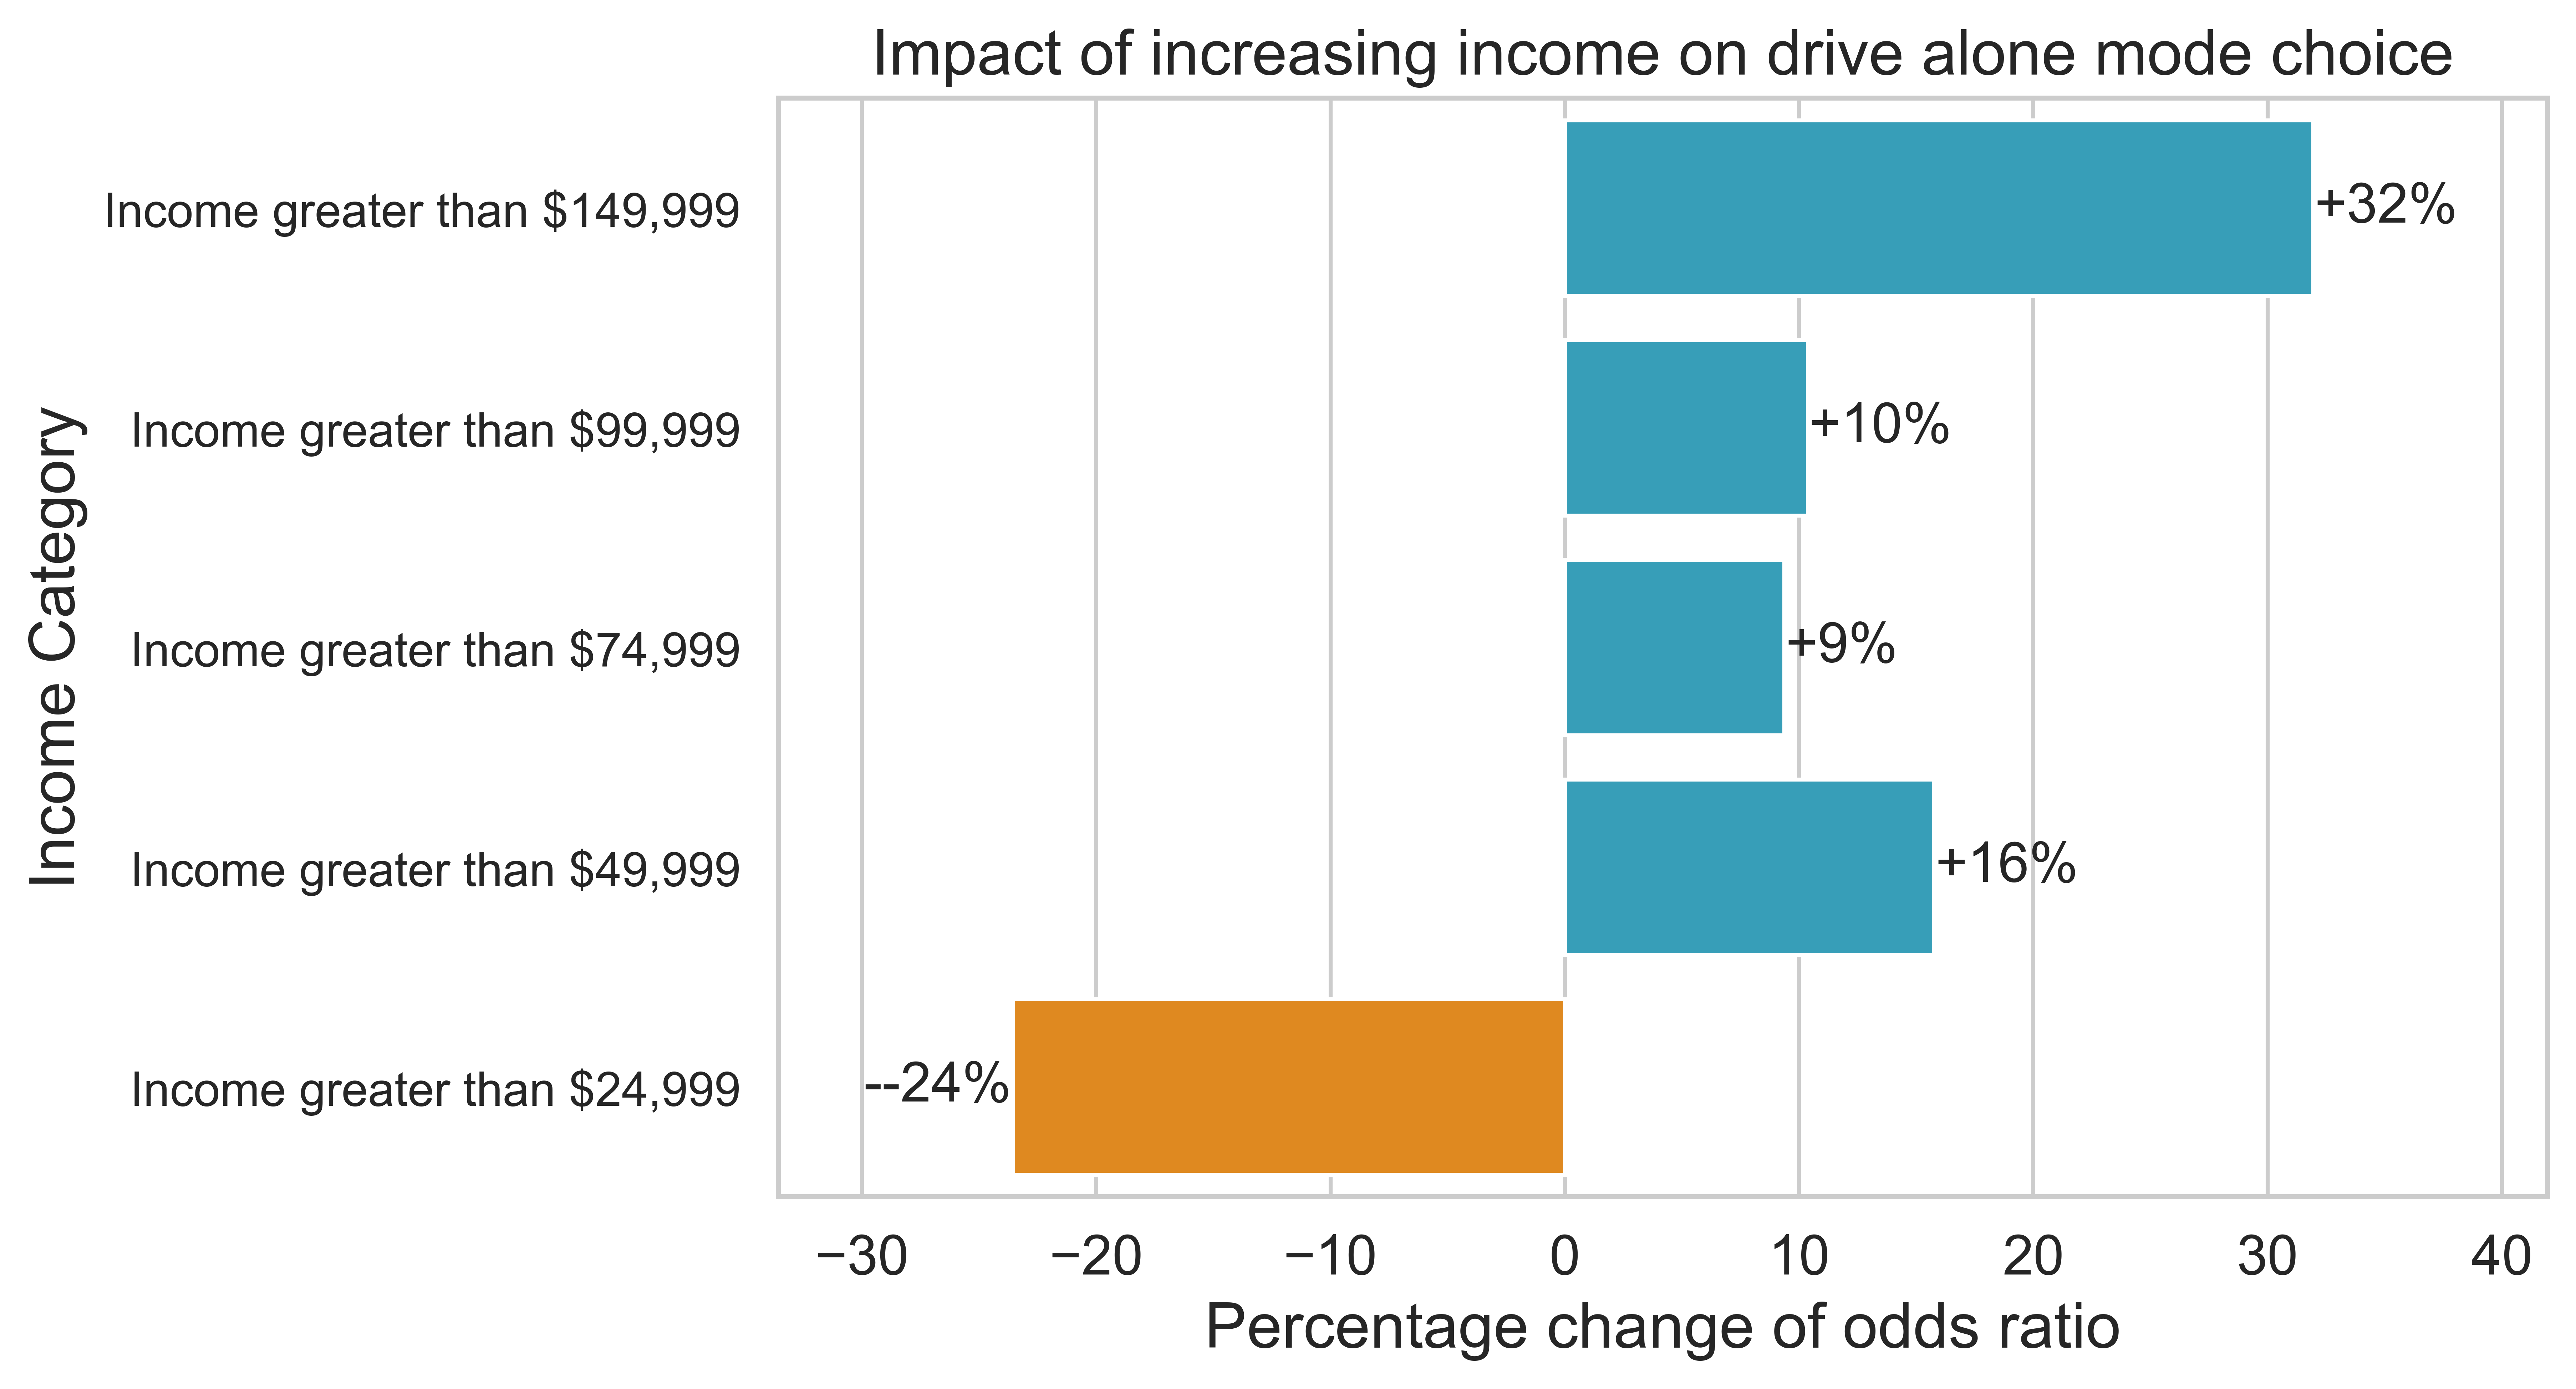 Impact of increasing income on drive alone mode choice
Income Category
Income greater than $149,999
+32%
Income greater than $99,999
+10%
Income greater than $74,999
+9%
Income greater than $49,999
+16%
Income greater than $24,999
--24%
−30 −20 −10 0 10 20 30 40
Percentage change of odds ratio